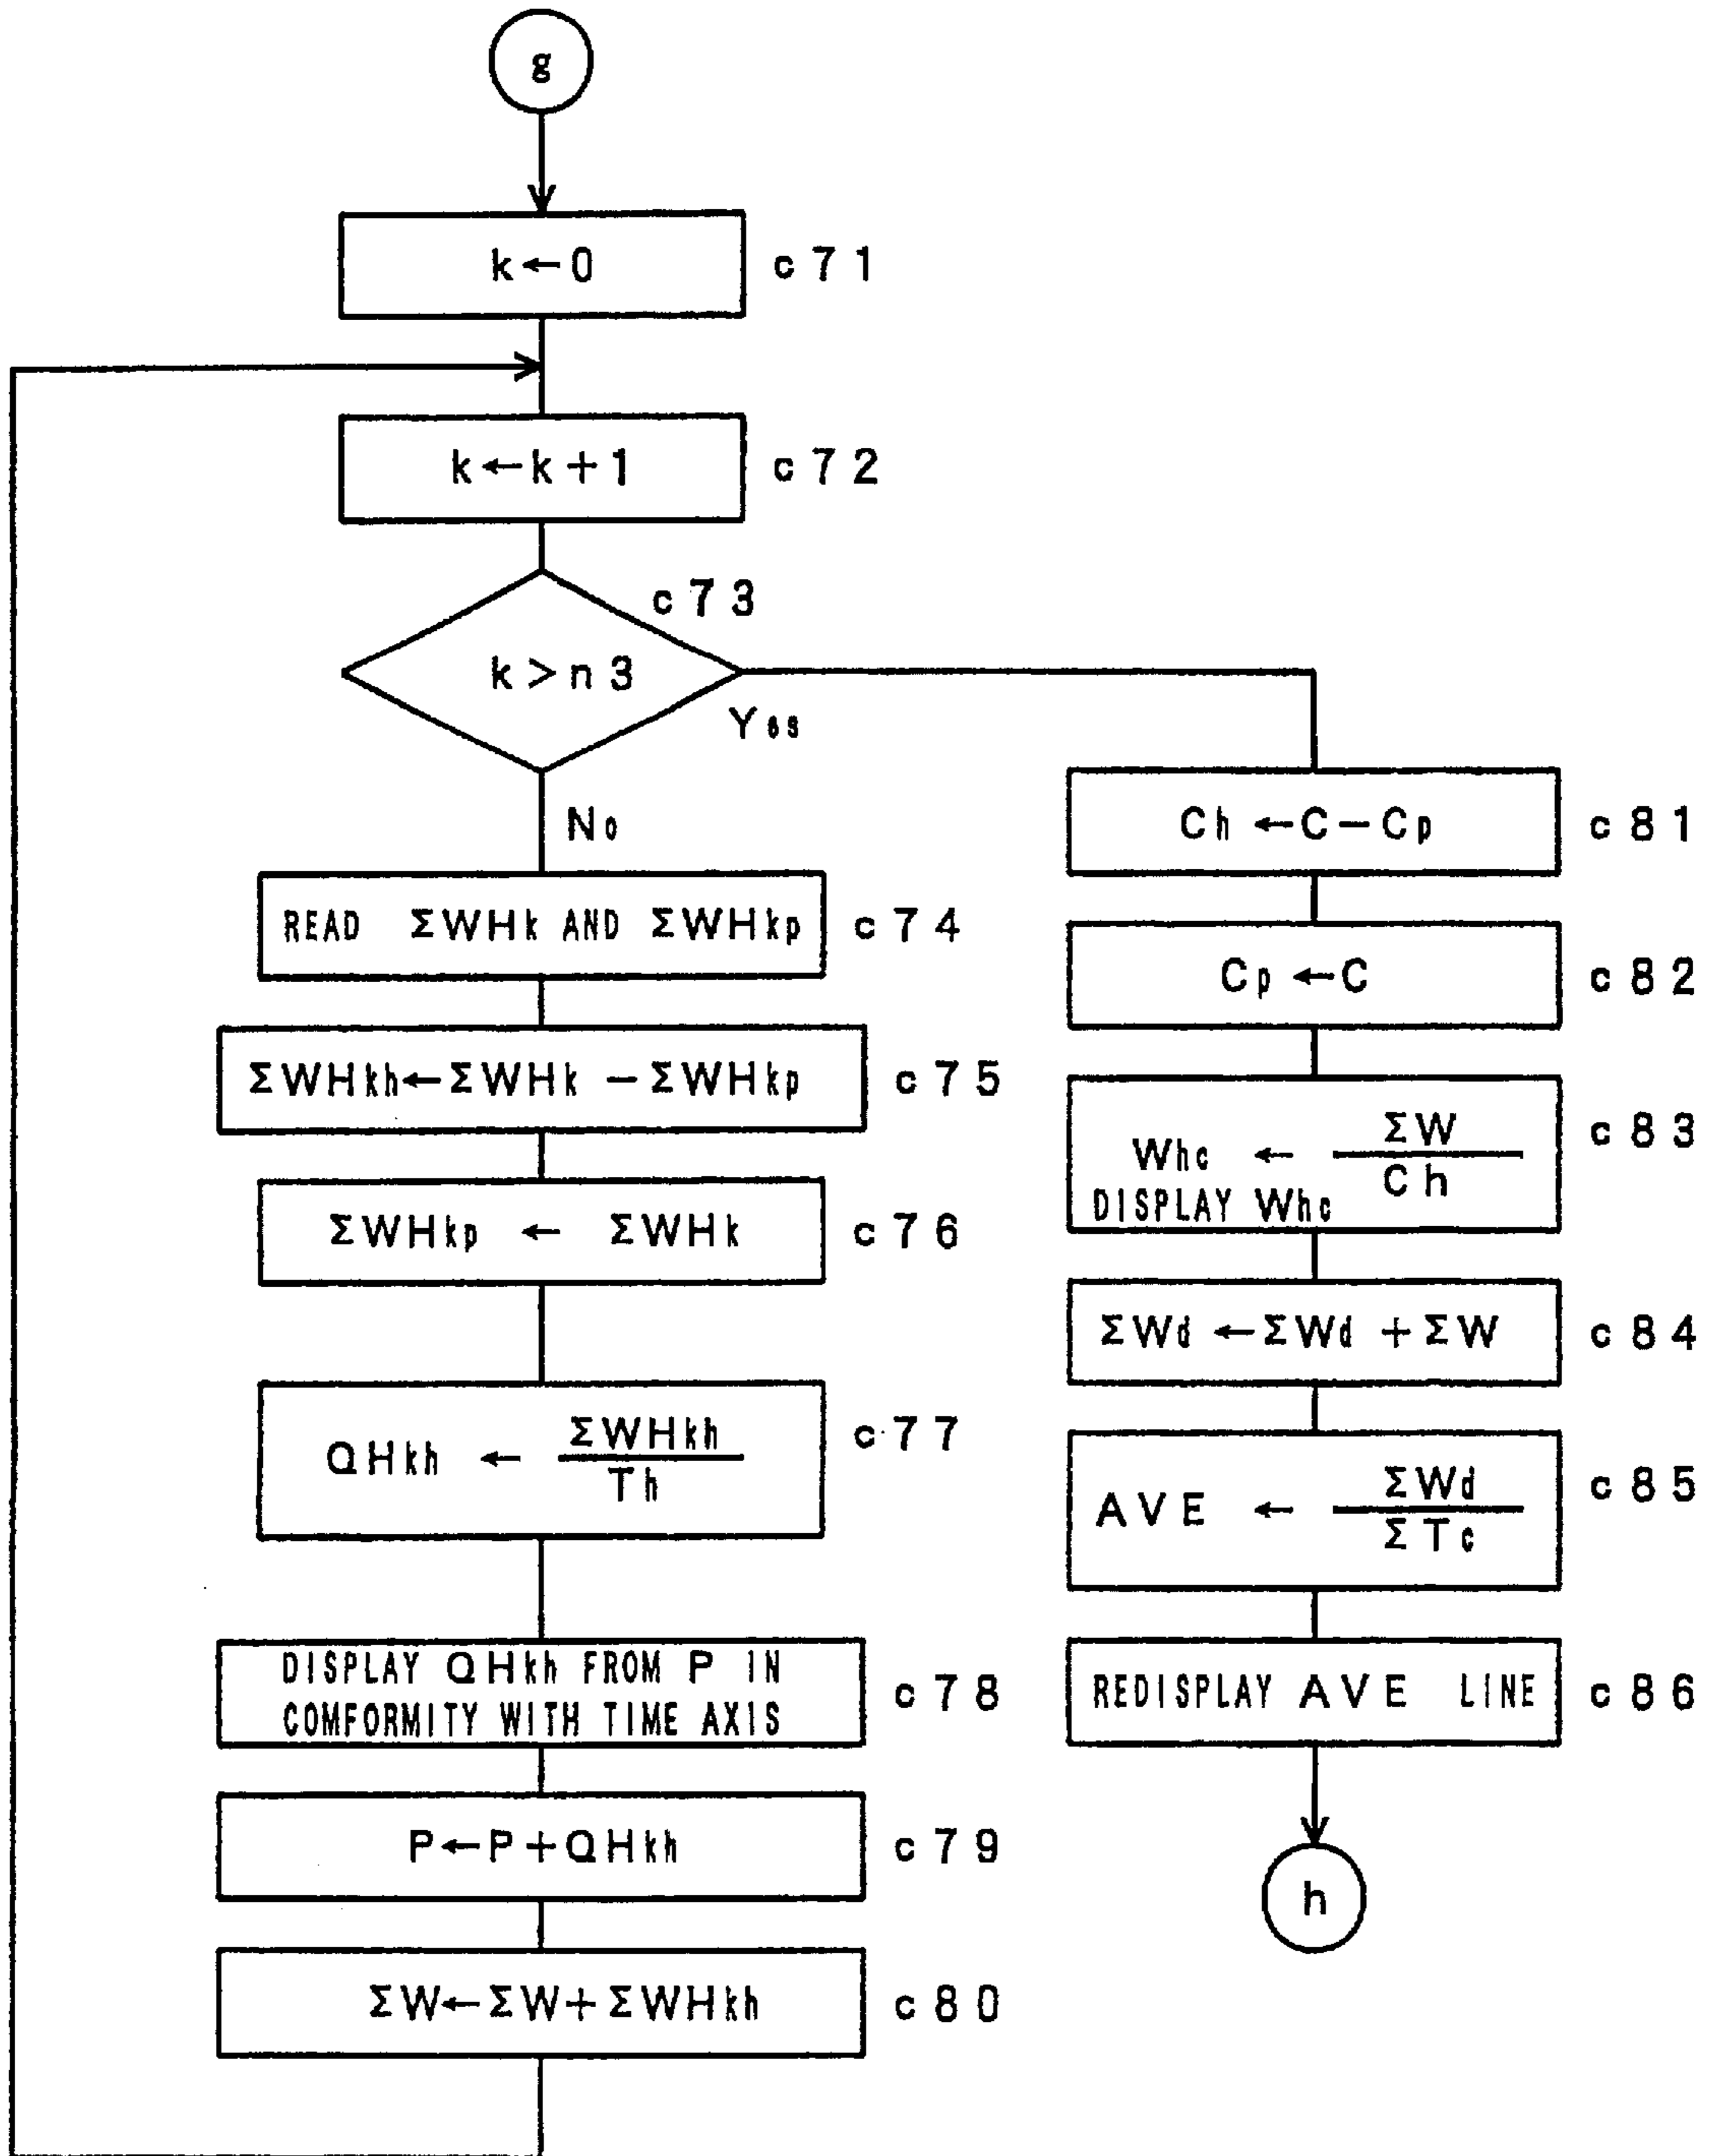 g
k←0 c71
k←k+1 c72
c73
k>n3
Yes
No
READ ΣWHk AND ΣWHkp c74
ΣWHkh←ΣWHk −ΣWHkp c75
ΣWHkp ← ΣWHk c76
QHkh ← ΣWHkh c77
Th
DISPLAY QHkh FROM P IN
COMFORMITY WITH TIME AXIS c78
P←P+QHkh c79
ΣW←ΣW+ΣWHkh c80
Ch ←C−Cp c81
Cp ←C c82
Whc ← ΣW c83
Ch
DISPLAY Whc
ΣWd ←ΣWd +ΣW c84
AVE ← ΣWd c85
ΣTc
REDISPLAY AVE LINE c86
h